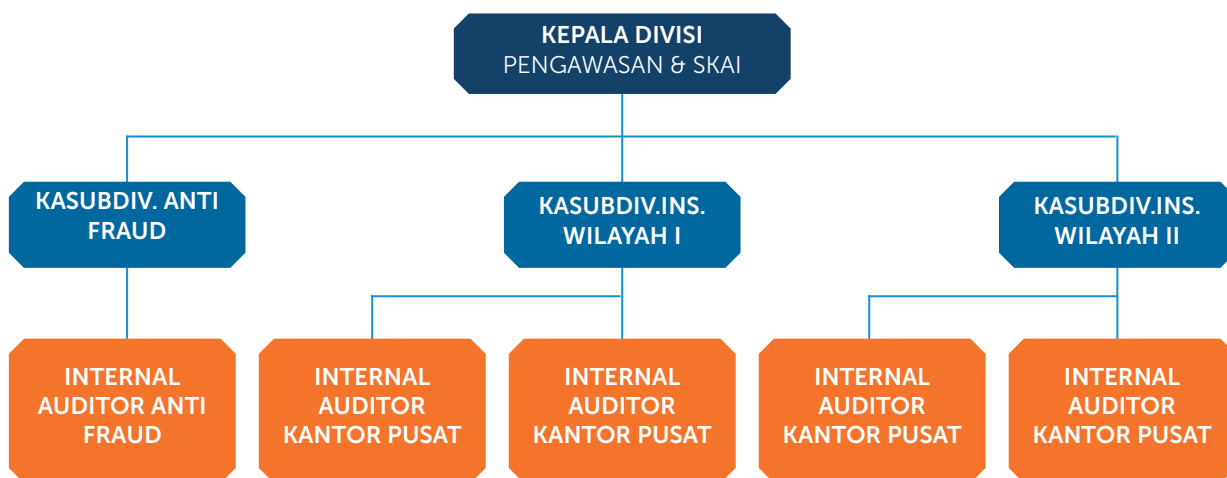 KEPALA DIVISI
PENGAWASAN & SKAI
KASUBDIV. ANTI
FRAUD
KASUBDIV.INS.
WILAYAH I
KASUBDIV.INS.
WILAYAH II
INTERNAL
AUDITOR ANTI
FRAUD
INTERNAL
AUDITOR
KANTOR PUSAT
INTERNAL
AUDITOR
KANTOR PUSAT
INTERNAL
AUDITOR
KANTOR PUSAT
INTERNAL
AUDITOR
KANTOR PUSAT